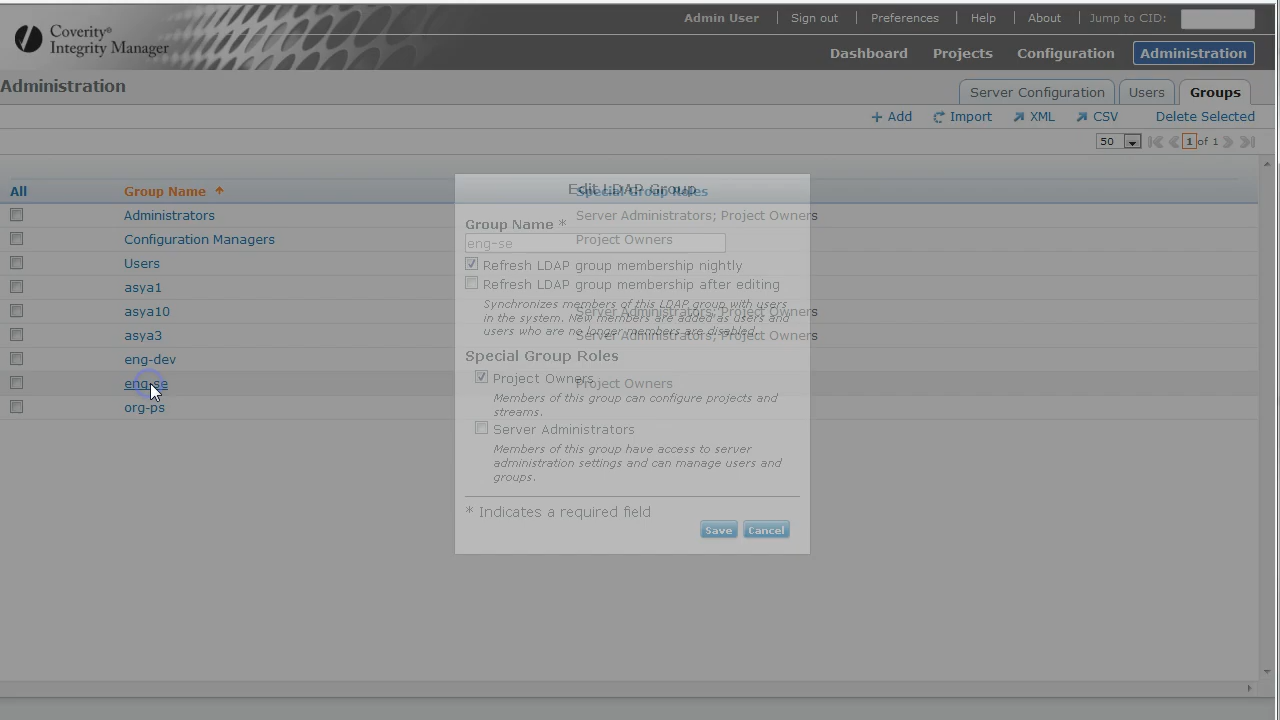 Admin User | Sign out | Preferences | Help | About | Jump to CID:
Coverity®
Integrity Manager
Dashboard Projects Configuration Administration
Administration
Server Configuration Users Groups
+ Add Import XML CSV Delete Selected
50 1 of 1
All Group Name Special Group Roles
Administrators Server Administrators; Project Owners
Configuration Managers Project Owners
Users
asya1
asya10 Server Administrators; Project Owners
asya3 Server Administrators; Project Owners
eng-dev
eng-se Project Owners
org-ps
Edit LDAP Group
Group Name *
eng-se
Refresh LDAP group membership nightly
Refresh LDAP group membership after editing
Synchronizes members of this LDAP group with users
in the system. New members are added as users and
users who are no longer members are disabled.
Special Group Roles
Project Owners
Members of this group can configure projects and
streams.
Server Administrators
Members of this group have access to server
administration settings and can manage users and
groups.
* Indicates a required field
Save Cancel